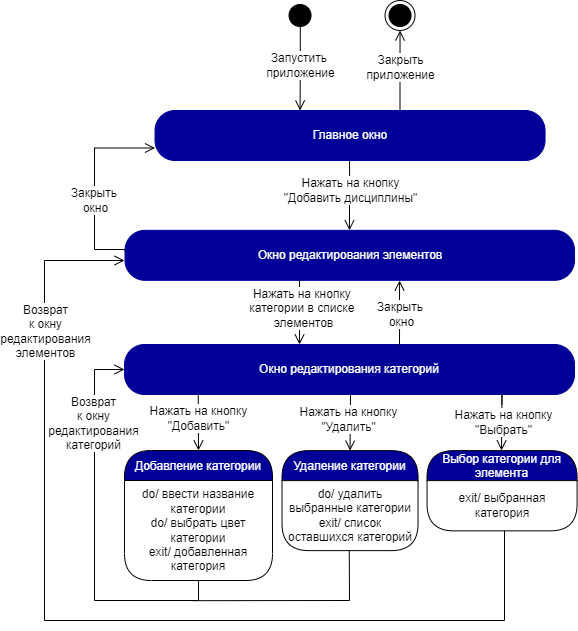 Запустить
приложение
Закрыть
приложение
Главное окно
Нажать на кнопку
"Добавить дисциплины"
Закрыть
окно
Окно редактирования элементов
Возврат
к окну
редактирования
элементов
Нажать на кнопку
категории в списке
элементов
Закрыть
окно
Окно редактирования категорий
Возврат
к окну
редактирования
категорий
Нажать на кнопку
"Добавить"
Нажать на кнопку
"Удалить"
Нажать на кнопку
"Выбрать"
Добавление категории
do/ ввести название
категории
do/ выбрать цвет
категории
exit/ добавленная
категория
Удаление категории
do/ удалить
выбранные категории
exit/ список
оставшихся категорий
Выбор категории для
элемента
exit/ выбранная
категория